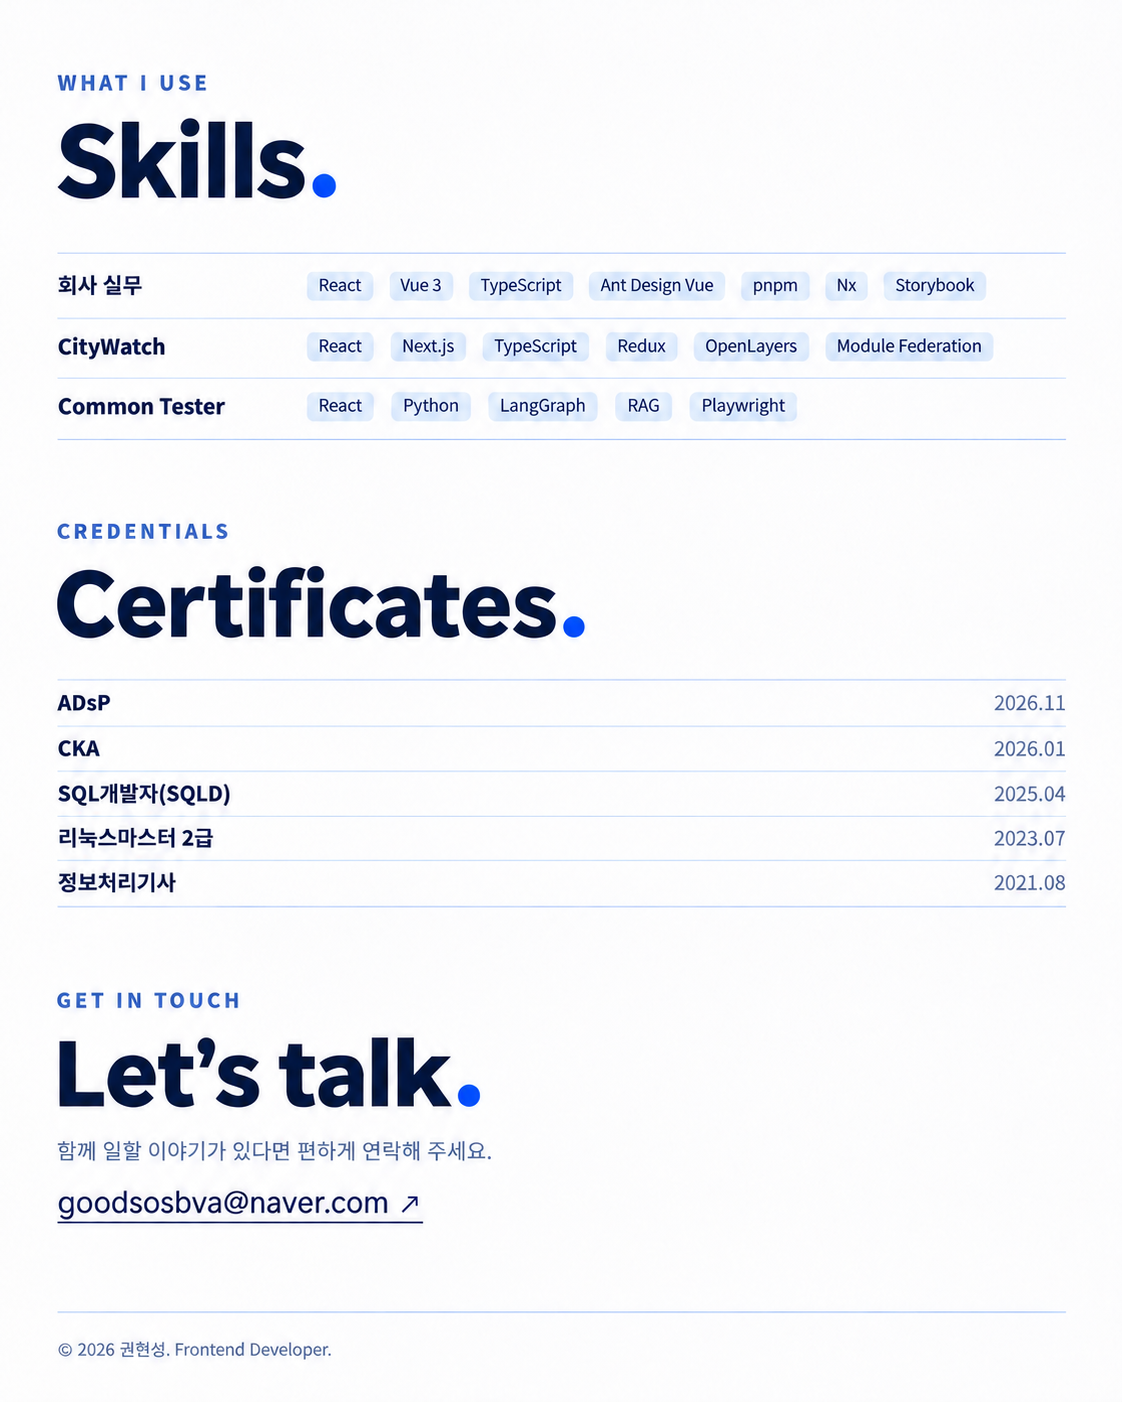 WHAT I USE
Skills.
회사 실무 React Vue 3 TypeScript Ant Design Vue pnpm Nx Storybook
CityWatch React Next.js TypeScript Redux OpenLayers Module Federation
Common Tester React Python LangGraph RAG Playwright
CREDENTIALS
Certificates.
ADsP 2026.11
CKA 2026.01
SQL개발자(SQLD) 2025.04
리눅스마스터 2급 2023.07
정보처리기사 2021.08
GET IN TOUCH
Let’s talk.
함께 일할 이야기가 있다면 편하게 연락해 주세요.
goodsosbva@naver.com ↗
© 2026 권현성. Frontend Developer.